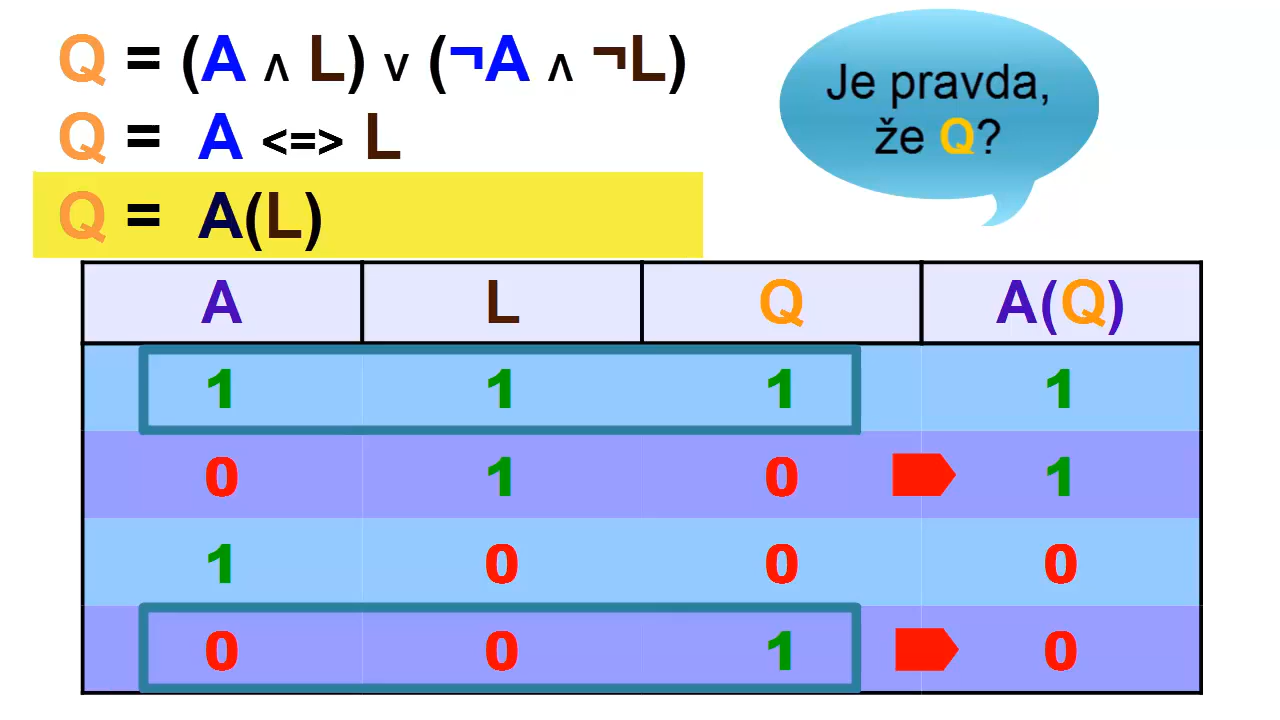 Q = (A ∧ L) ∨ (¬A ∧ ¬L)
Q = A <=> L
Q = A(L)
Je pravda,
že Q?
A L Q A(Q)
1 1 1 1
0 1 0 1
1 0 0 0
0 0 1 0